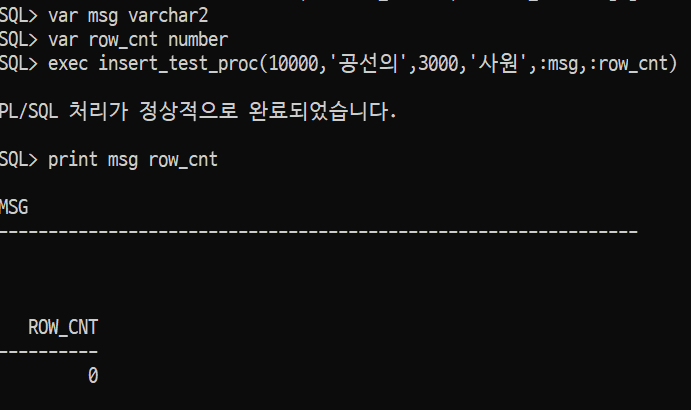 SQL> var msg varchar2
SQL> var row_cnt number
SQL> exec insert_test_proc(10000,'공선의',3000,'사원',:msg,:row_cnt)
PL/SQL 처리가 정상적으로 완료되었습니다.
SQL> print msg row_cnt
MSG
----------------------------------------------------------------
ROW_CNT
----------
0